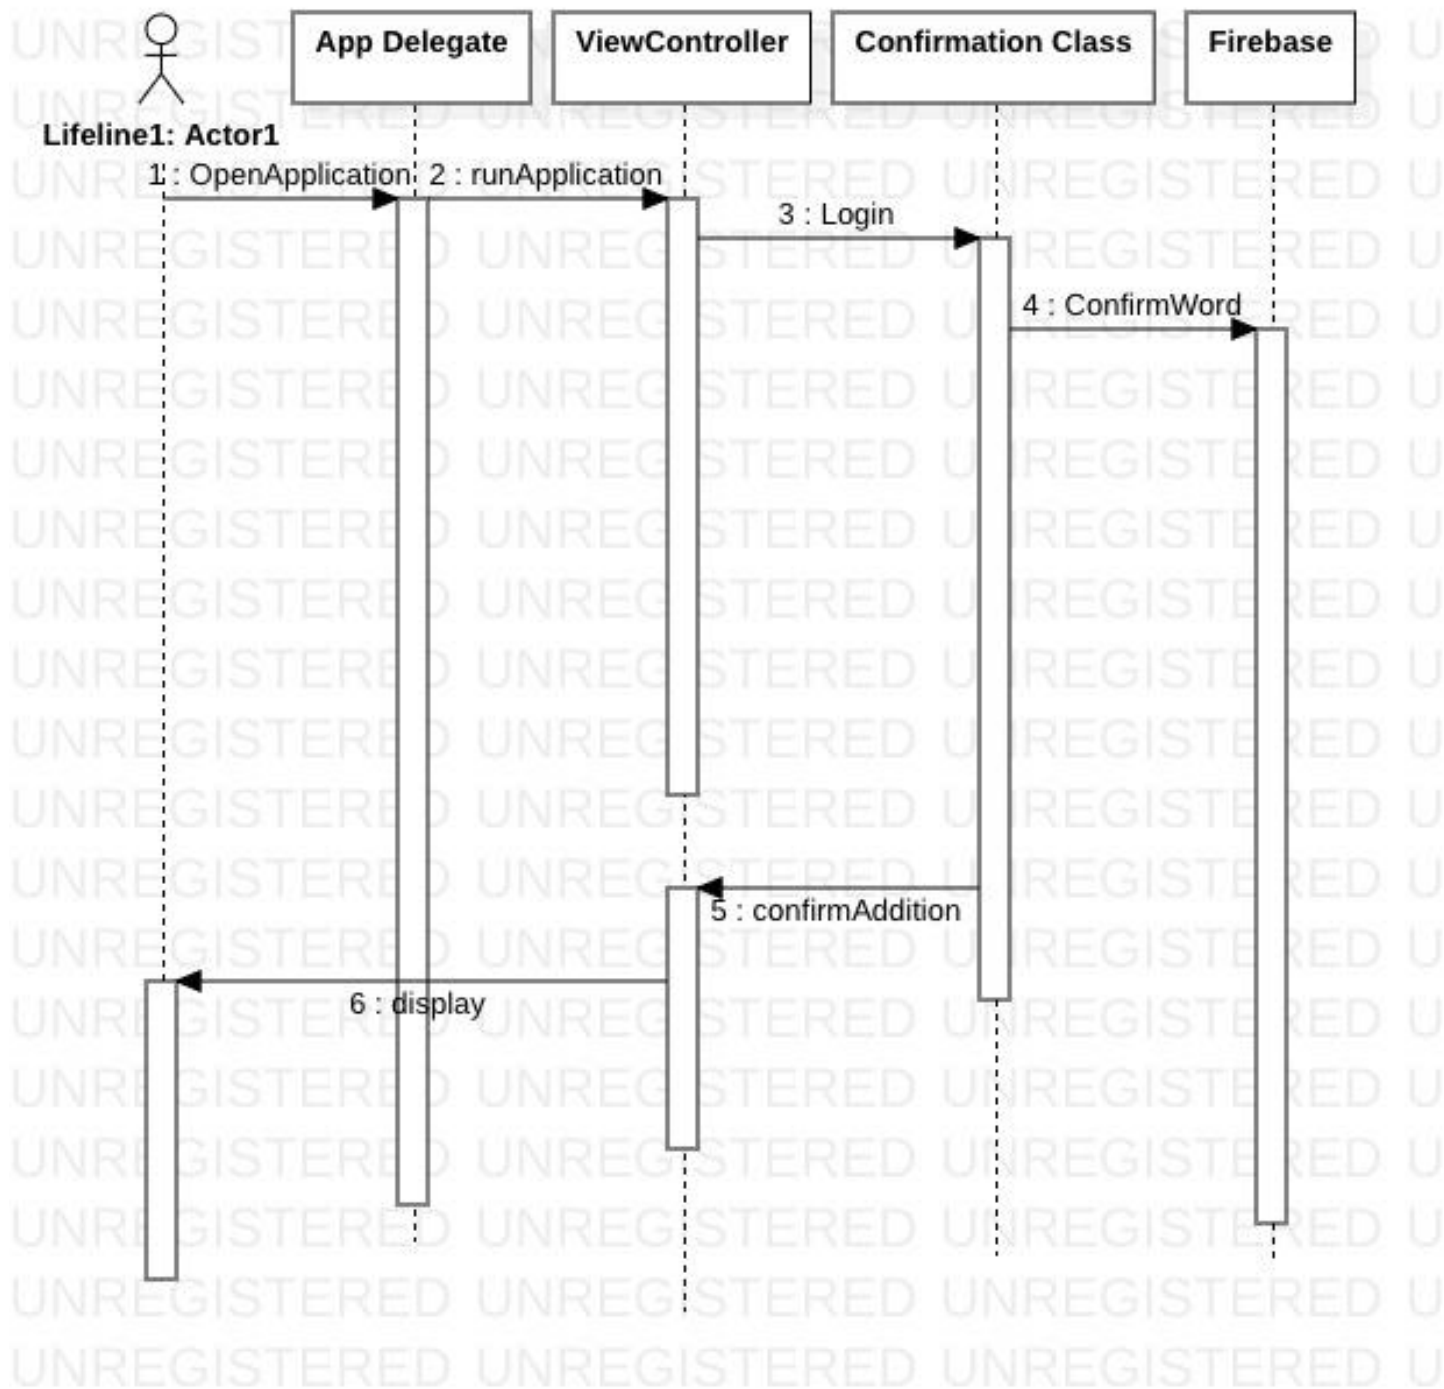 App Delegate
ViewController
Confirmation Class
Firebase
Lifeline1: Actor1
1 : OpenApplication
2 : runApplication
3 : Login
4 : ConfirmWord
5 : confirmAddition
6 : display
UNREGISTERED